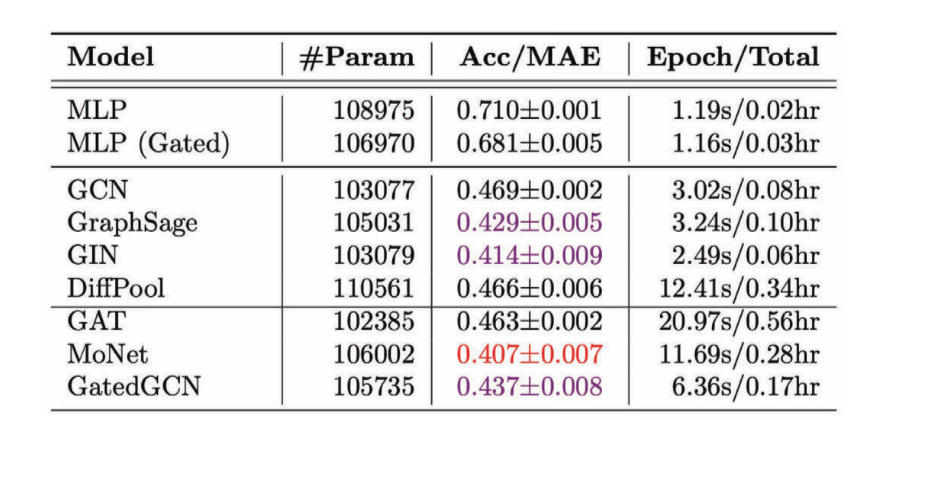 Model #Param Acc/MAE Epoch/Total
MLP 108975 0.710±0.001 1.19s/0.02hr
MLP (Gated) 106970 0.681±0.005 1.16s/0.03hr
GCN 103077 0.469±0.002 3.02s/0.08hr
GraphSage 105031 0.429±0.005 3.24s/0.10hr
GIN 103079 0.414±0.009 2.49s/0.06hr
DiffPool 110561 0.466±0.006 12.41s/0.34hr
GAT 102385 0.463±0.002 20.97s/0.56hr
MoNet 106002 0.407±0.007 11.69s/0.28hr
GatedGCN 105735 0.437±0.008 6.36s/0.17hr